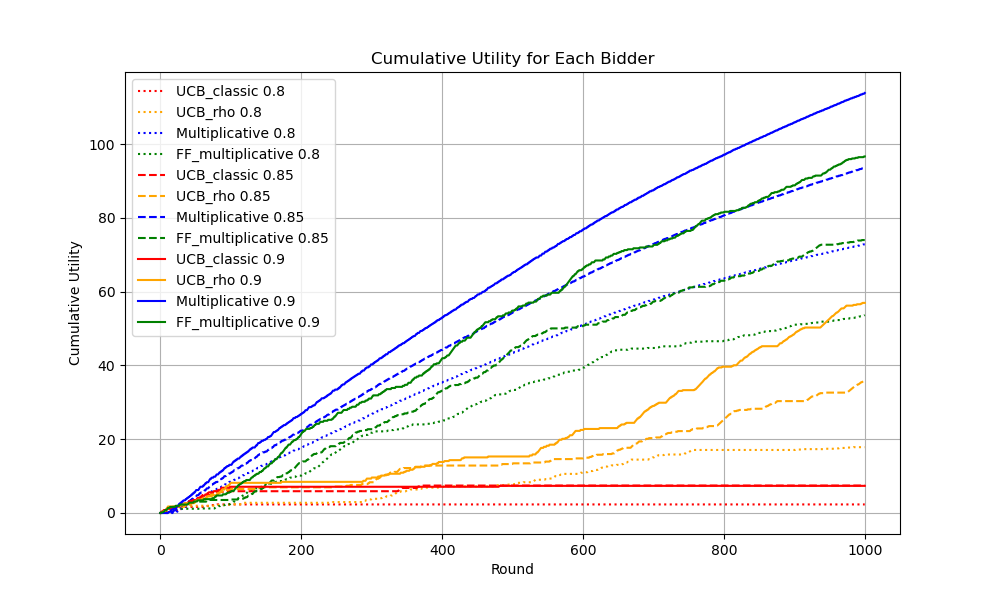 Cumulative Utility for Each Bidder
UCB_classic 0.8
UCB_rho 0.8
Multiplicative 0.8
FF_multiplicative 0.8
UCB_classic 0.85
UCB_rho 0.85
Multiplicative 0.85
FF_multiplicative 0.85
UCB_classic 0.9
UCB_rho 0.9
Multiplicative 0.9
FF_multiplicative 0.9
Cumulative Utility
100
80
60
40
20
0
0 200 400 600 800 1000
Round